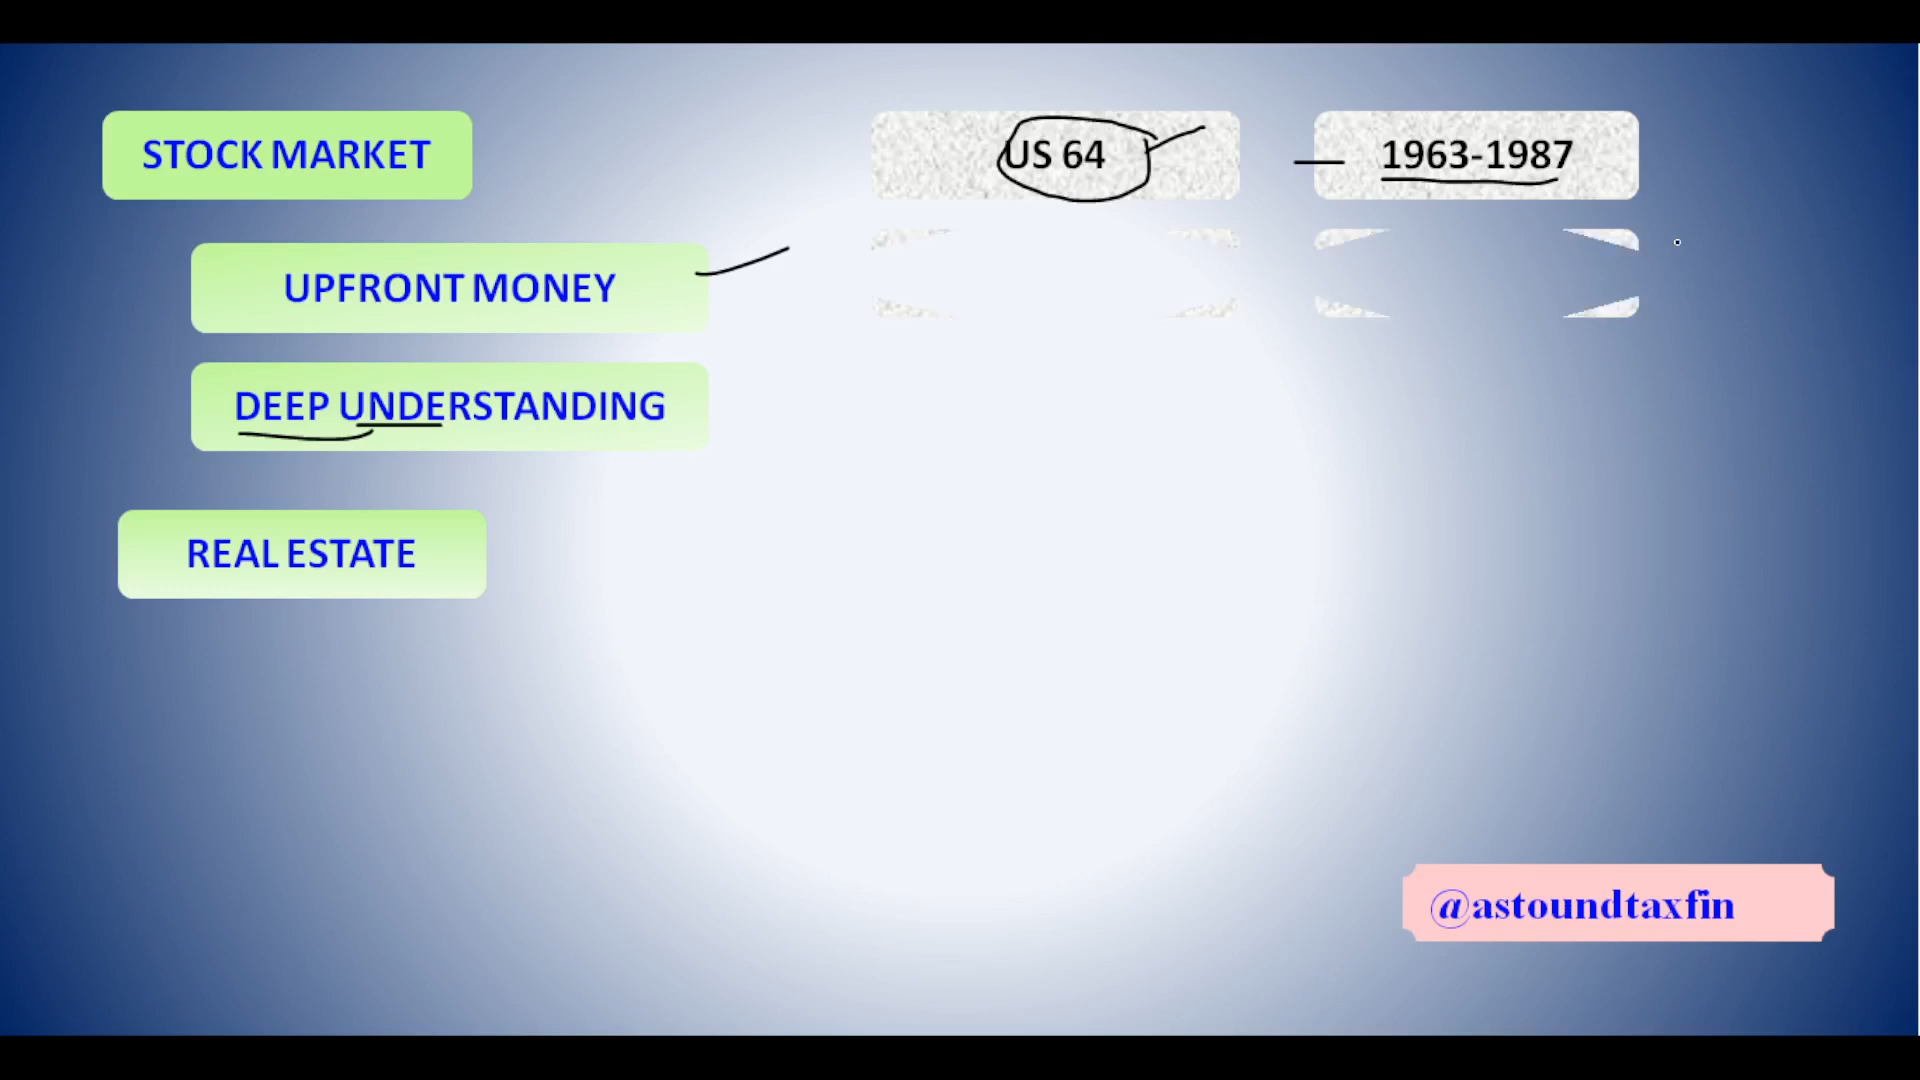 STOCK MARKET
US 64
1963-1987
UPFRONT MONEY
DEEP UNDERSTANDING
REAL ESTATE
@astoundtaxfin